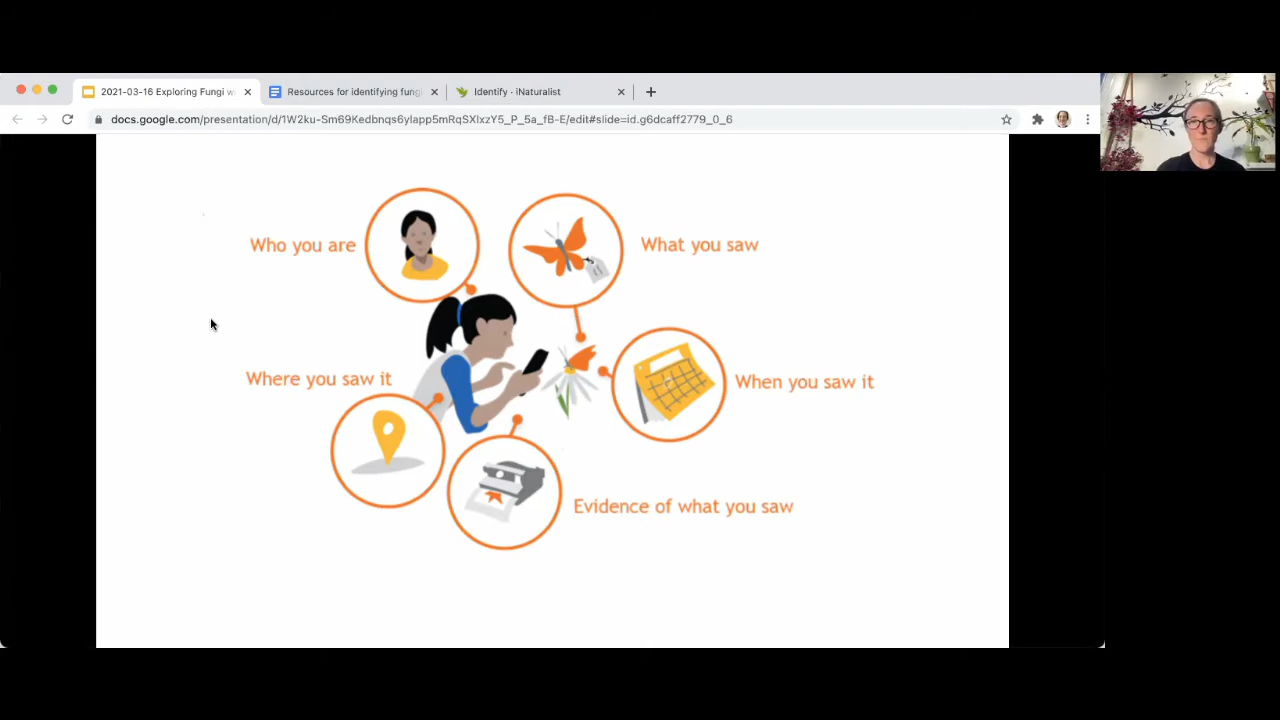 2021-03-16 Exploring Fungi w
Resources for identifying fung
Identify · iNaturalist
docs.google.com/presentation/d/1W2ku-Sm69Kedbnqs6ylapp5mRqSXlxzY5_P_5a_fB-E/edit#slide=id.g6dcaff2779_0_6
Who you are
What you saw
Where you saw it
When you saw it
Evidence of what you saw